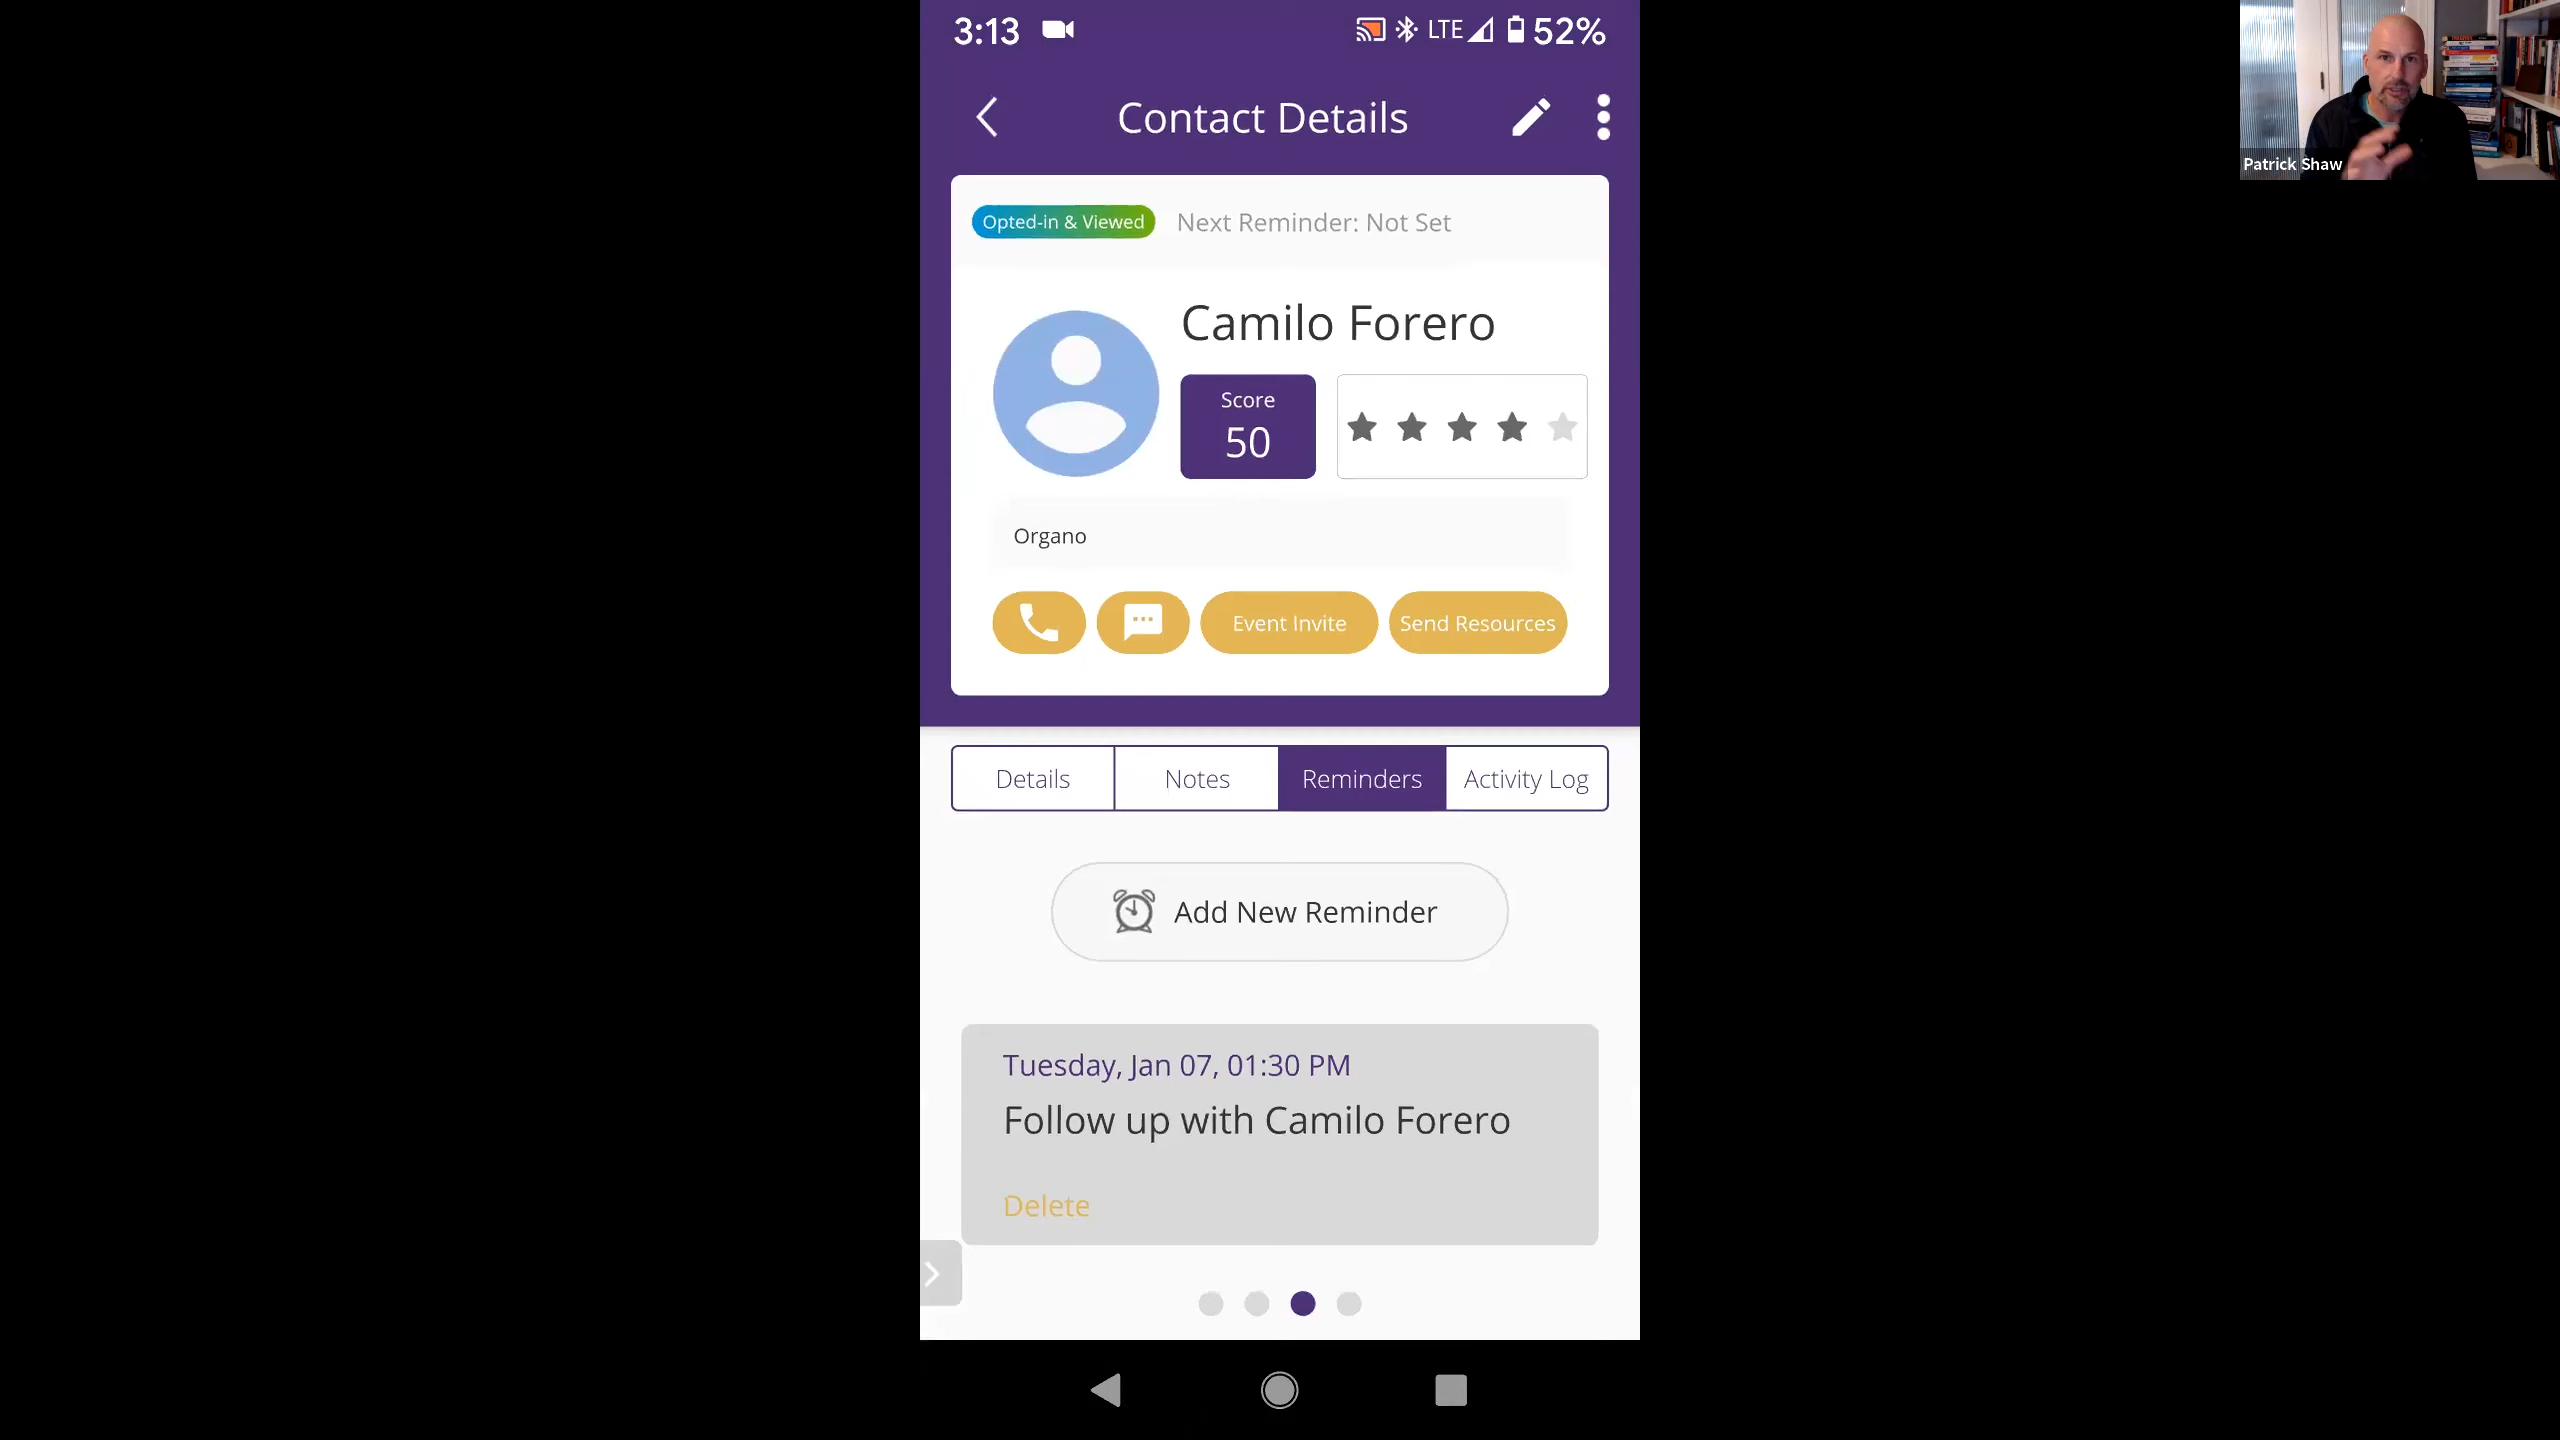 3:13 LTE 52%
Contact Details
Patrick Shaw
Opted-in & Viewed Next Reminder: Not Set
Camilo Forero
Score
50
Organo
Event Invite Send Resources
Details Notes Reminders Activity Log
Add New Reminder
Tuesday, Jan 07, 01:30 PM
Follow up with Camilo Forero
Delete